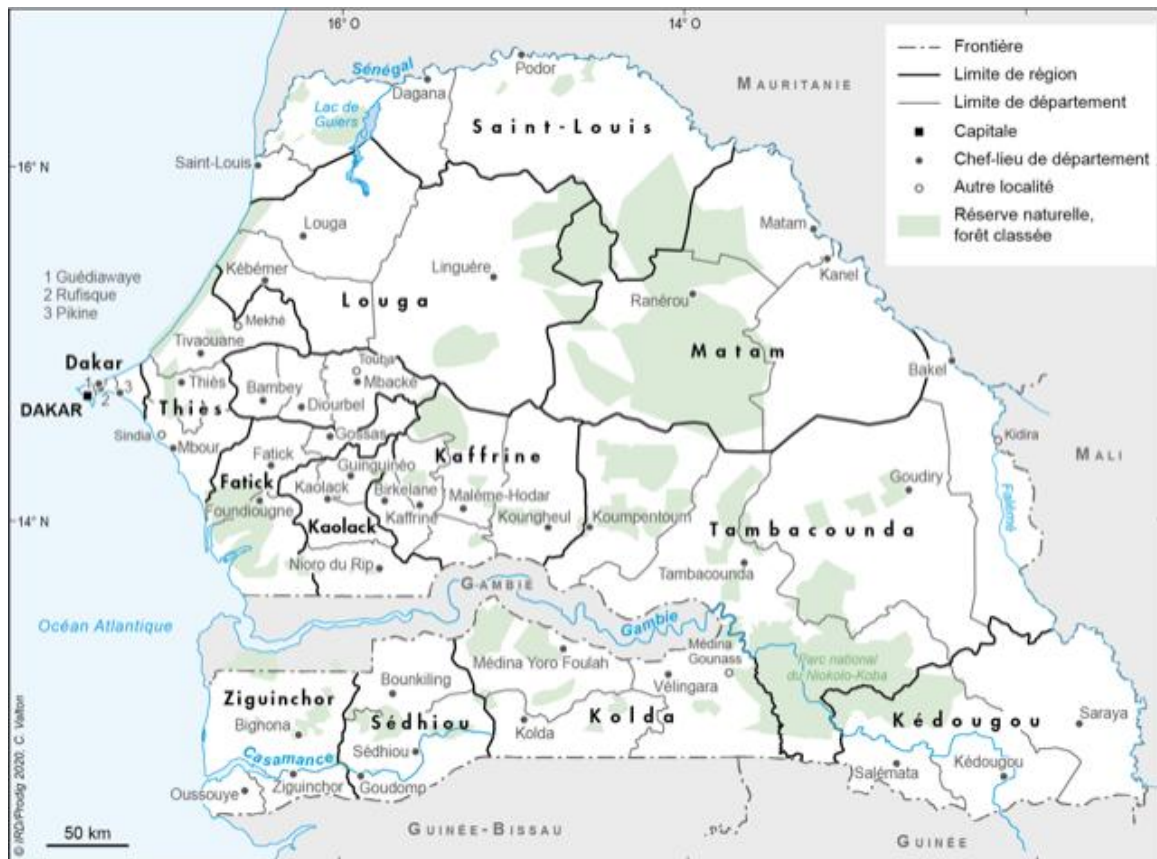 16° O
14° O
Frontière
Limite de région
Limite de département
Capitale
Chef-lieu de département
Autre localité
Réserve naturelle,
forêt classée
MAURITANIE
Sénégal
Podor
Dagana
Lac de
Guiers
Saint-Louis
Saint-Louis
16° N
Matam
Louga
Linguère
Kanel
Ranérou
Kébémer
1 Guédiawaye
2 Rufisque
3 Pikine
Louga
Mekhé
Matam
Tivaouane
Touba
Bakel
Dakar
1
3
2
Thiès
Bambey
Mbacké
DAKAR
Thiès
Diourbel
Sindia
Mbour
Gossas
Kidira
MALI
Fatick
Guinguinéo
Kaffrine
Goudiry
Fatick
Kaolack
Birkelane
Malème-Hodar
Falémé
Foundiougne
Kaffrine
Koungheul
Koumpentoum
14° N
Kaolack
Tambacounda
Nioro du Rip
Tambacounda
GAMBIE
Océan Atlantique
Gambie
Médina
Gounass
Médina Yoro Foulah
Parc national
du Niokolo-Koba
Vélingara
Bounkiling
Ziguinchor
Bignona
Sédhiou
Kolda
Kolda
Kédougou
Saraya
Casamance
Sédhiou
Salémata
Kédougou
Oussouye
Ziguinchor
Goudomp
50 km
GUINÉE-BISSAU
GUINÉE
© IRD/Prodig 2020, C. Valton